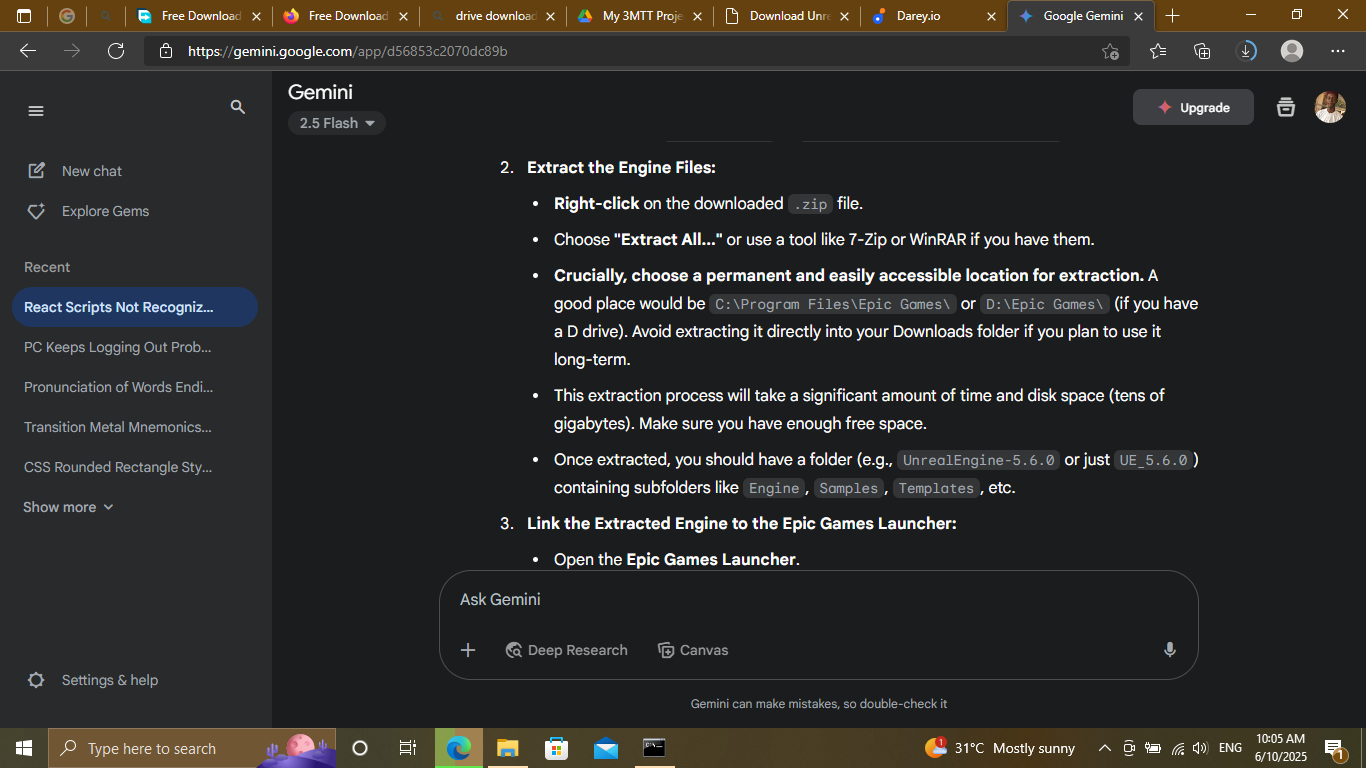 Free Download
Free Download
drive download
My 3MTT Proje
Download Unre
Darey.io
Google Gemini
https://gemini.google.com/app/d56853c2070dc89b
Gemini
2.5 Flash
Upgrade
New chat
Explore Gems
Recent
React Scripts Not Recogniz...
PC Keeps Logging Out Prob...
Pronunciation of Words Endi...
Transition Metal Mnemonics...
CSS Rounded Rectangle Sty...
Show more
Settings & help
2. Extract the Engine Files:
• Right-click on the downloaded .zip file.
• Choose "Extract All..." or use a tool like 7-Zip or WinRAR if you have them.
• Crucially, choose a permanent and easily accessible location for extraction. A
good place would be C:\Program Files\Epic Games\ or D:\Epic Games\ (if you have
a D drive). Avoid extracting it directly into your Downloads folder if you plan to use it
long-term.
• This extraction process will take a significant amount of time and disk space (tens of
gigabytes). Make sure you have enough free space.
• Once extracted, you should have a folder (e.g., UnrealEngine-5.6.0 or just UE_5.6.0 )
containing subfolders like Engine , Samples , Templates , etc.
3. Link the Extracted Engine to the Epic Games Launcher:
• Open the Epic Games Launcher.
Ask Gemini
Deep Research
Canvas
Gemini can make mistakes, so double-check it
Type here to search
1
31°C Mostly sunny
ENG
10:05 AM
6/10/2025
1